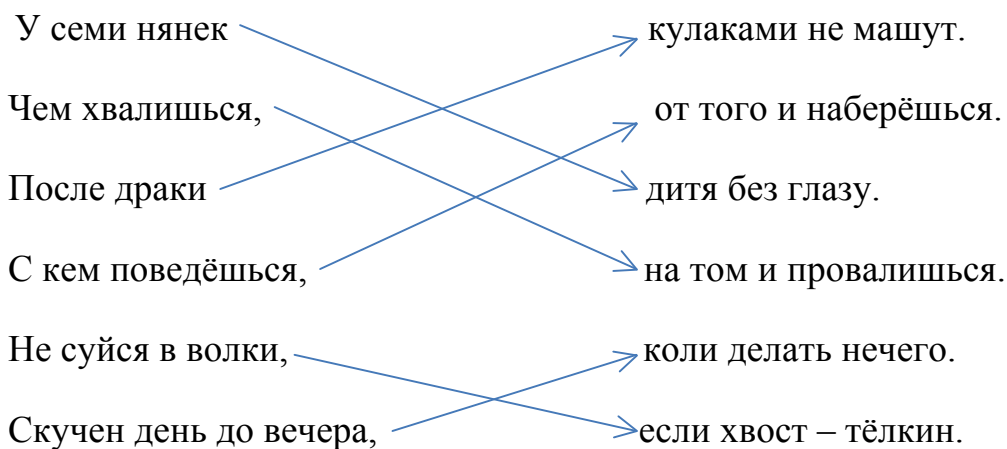 У семи нянек кулаками не машут.
Чем хвалишься, от того и наберёшься.
После драки дитя без глазу.
С кем поведёшься, на том и провалишься.
Не суйся в волки, коли делать нечего.
Скучен день до вечера, если хвост – тёлкин.